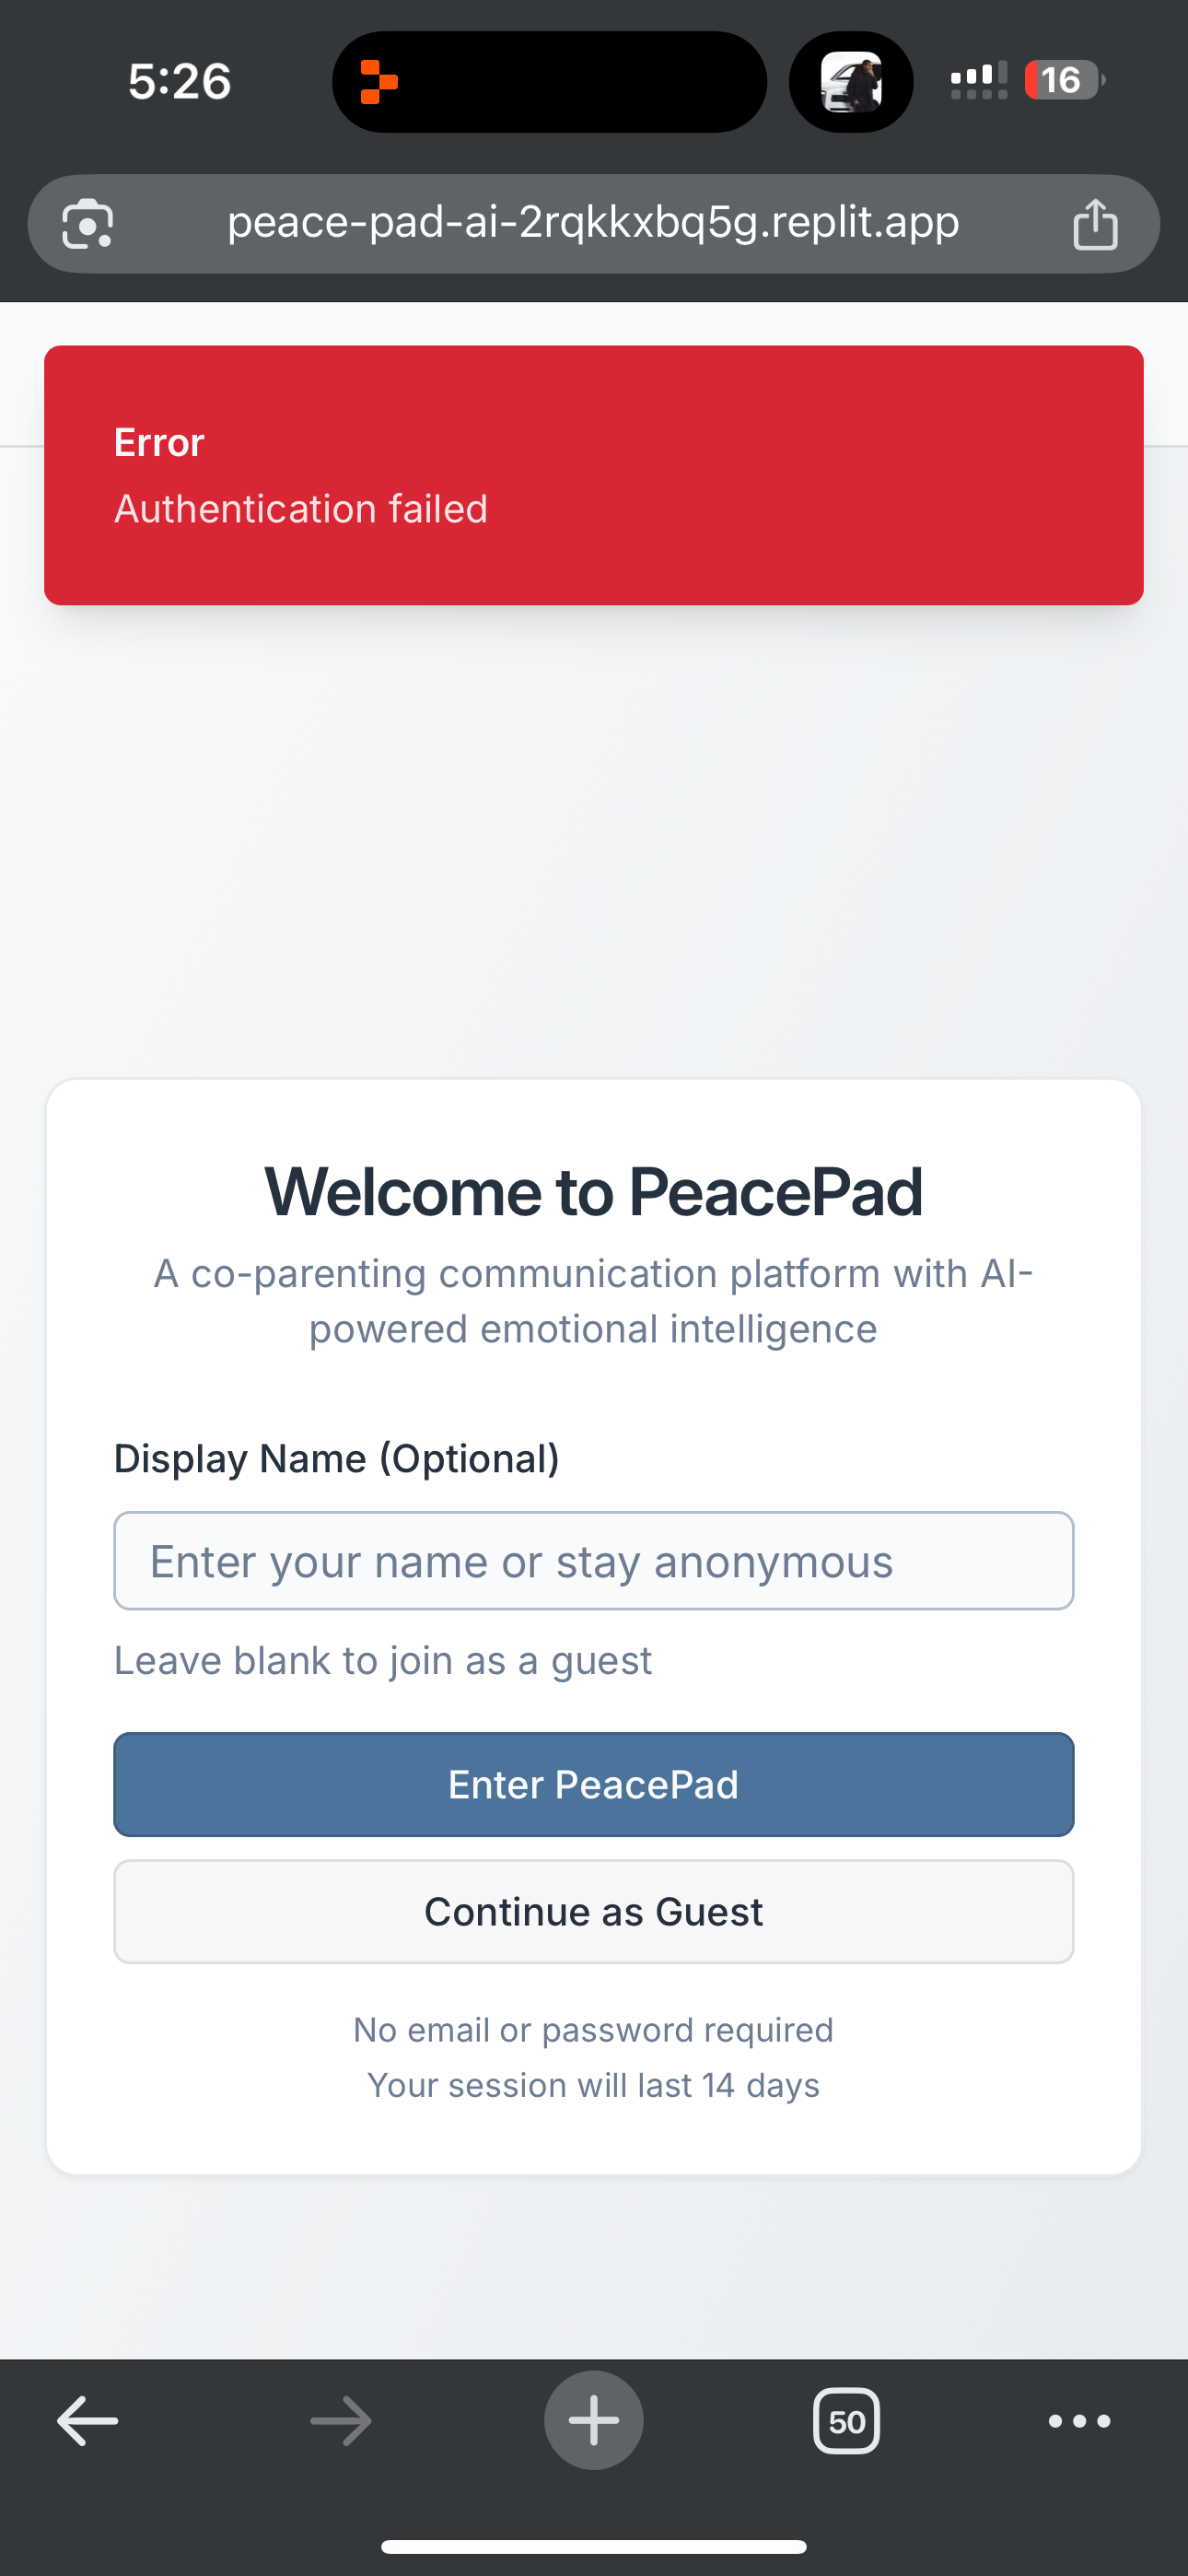 5:26
16
peace-pad-ai-2rqkkxbq5g.replit.app
Error
Authentication failed
Welcome to PeacePad
A co-parenting communication platform with AI-
powered emotional intelligence
Display Name (Optional)
Enter your name or stay anonymous
Leave blank to join as a guest
Enter PeacePad
Continue as Guest
No email or password required
Your session will last 14 days
50